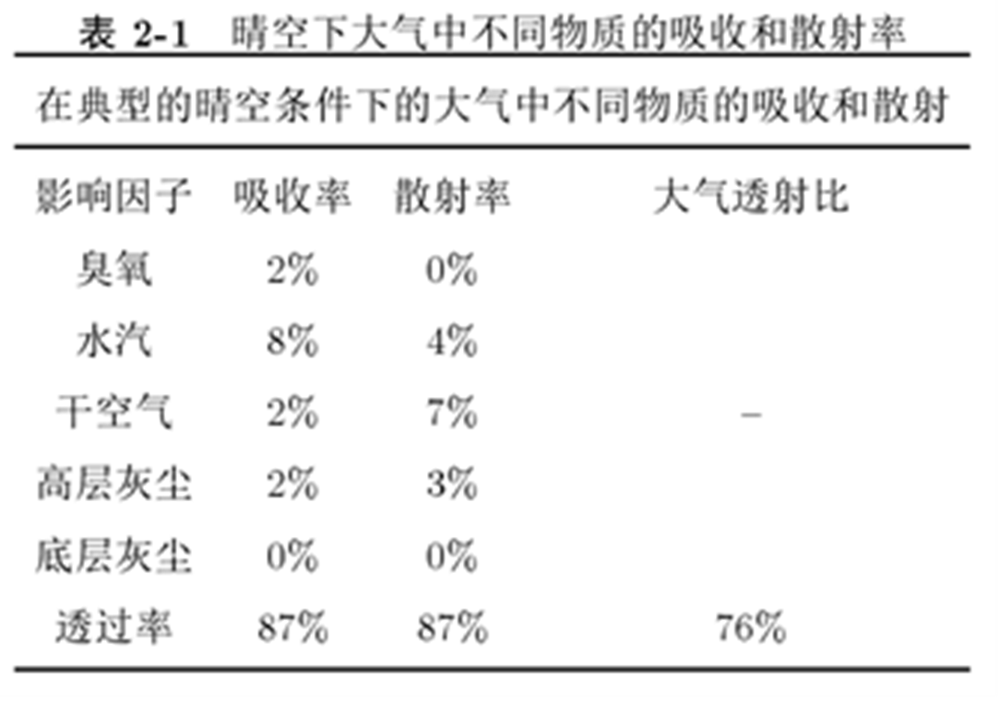 表 2-1 晴空下大气中不同物质的吸收和散射率
在典型的晴空条件下的大气中不同物质的吸收和散射
影响因子 吸收率 散射率 大气透射比
臭氧 2% 0%
水汽 8% 4%
干空气 2% 7% –
高层灰尘 2% 3%
底层灰尘 0% 0%
透过率 87% 87% 76%